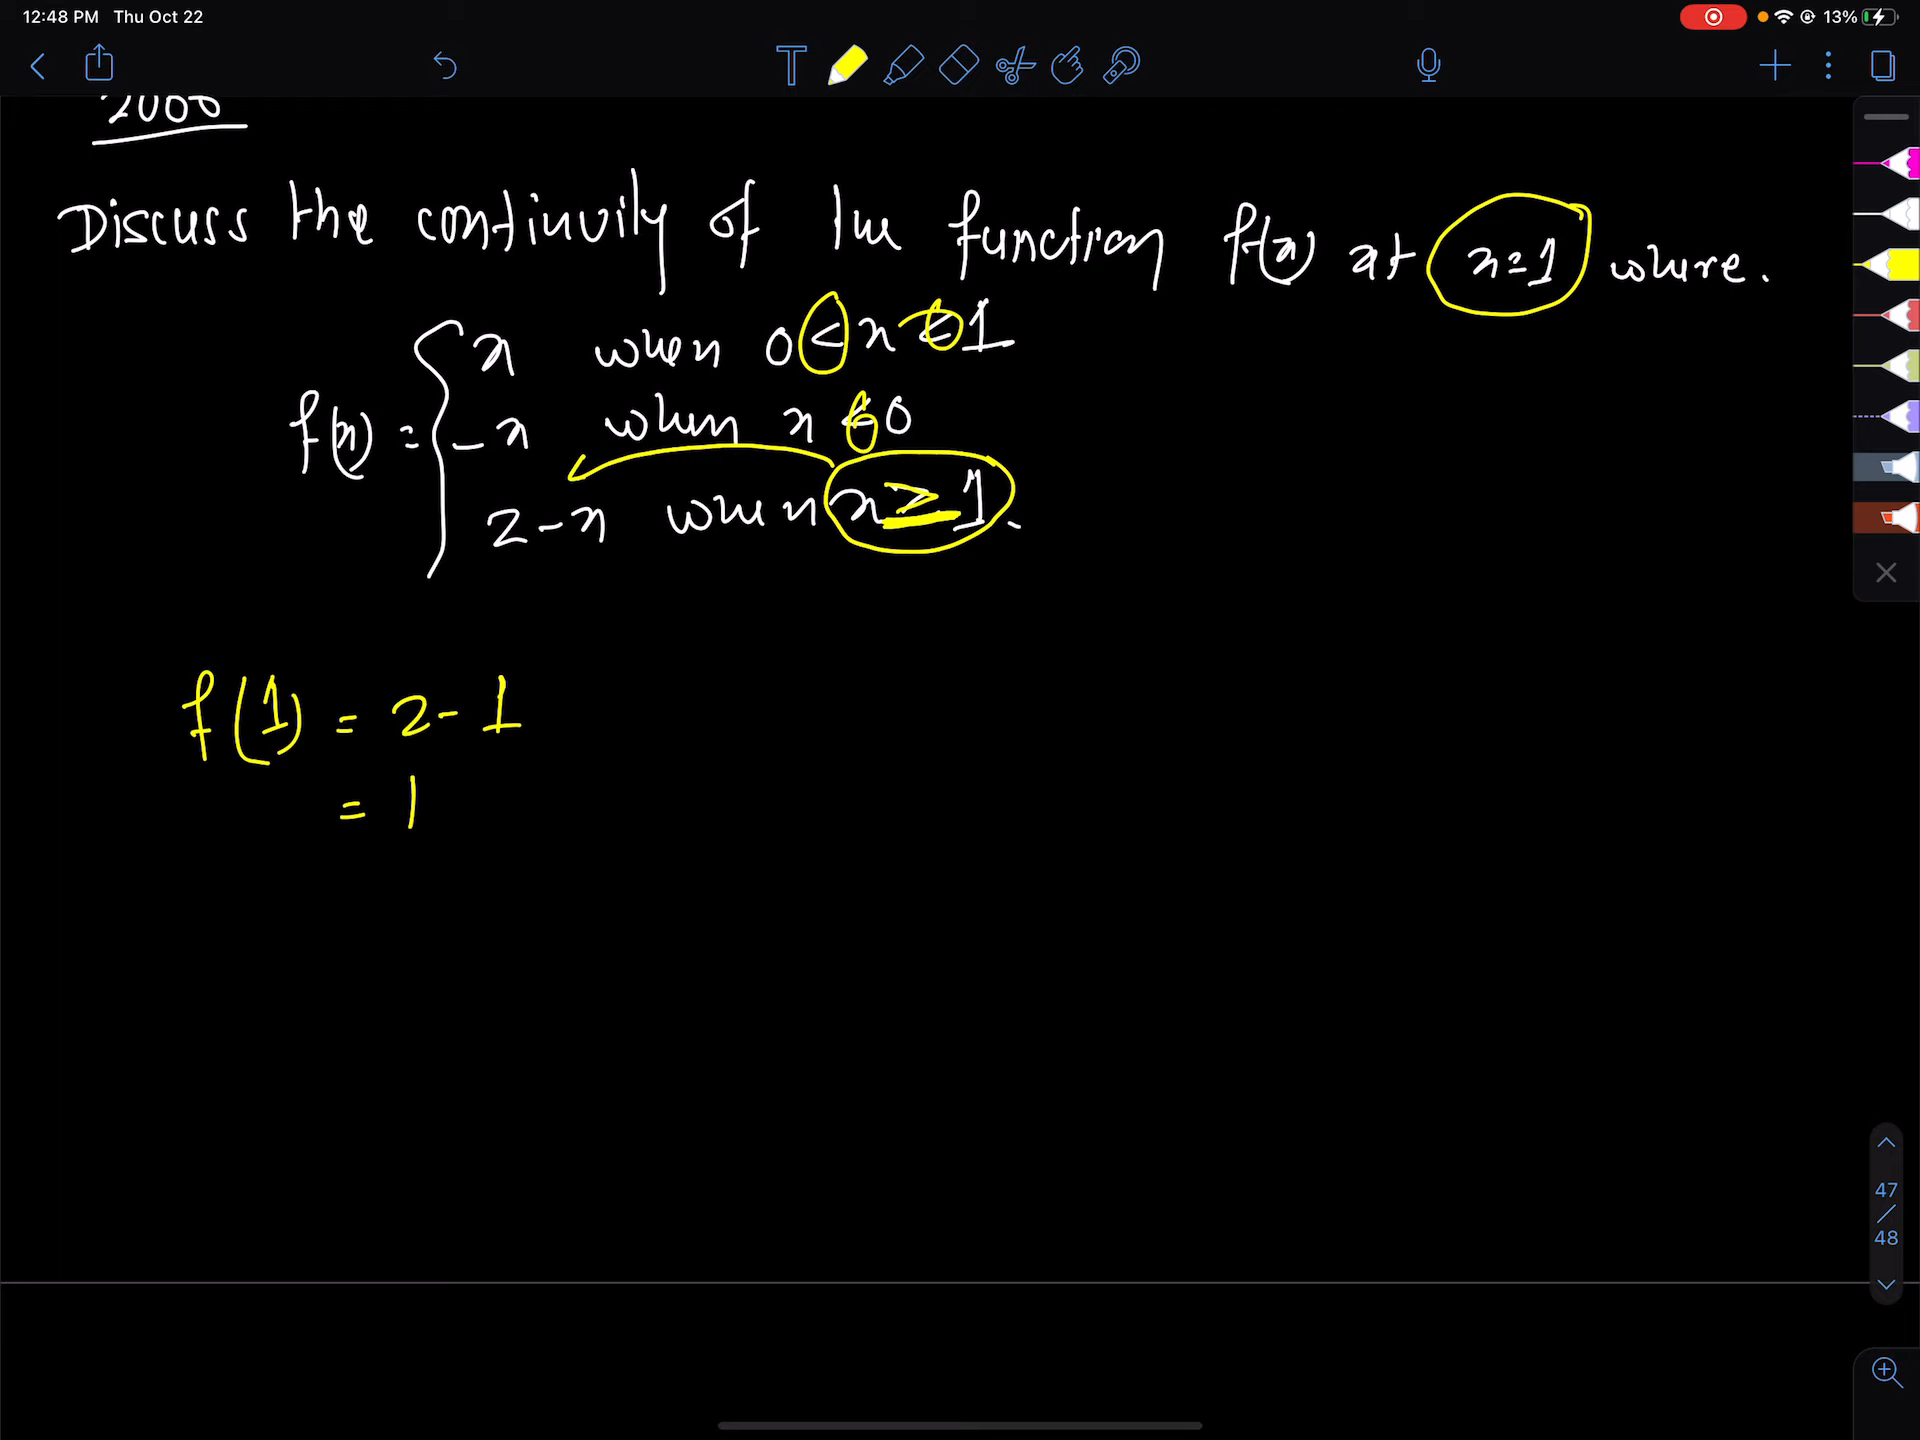 12:48 PM Thu Oct 22
13%
Discuss the continuity of the function f(x) at x=1 where.
f(x) = { x when 0 < x < 1
-x when x < 0
2-x when x ≥ 1.
f(1) = 2-1
= 1
47
/
48